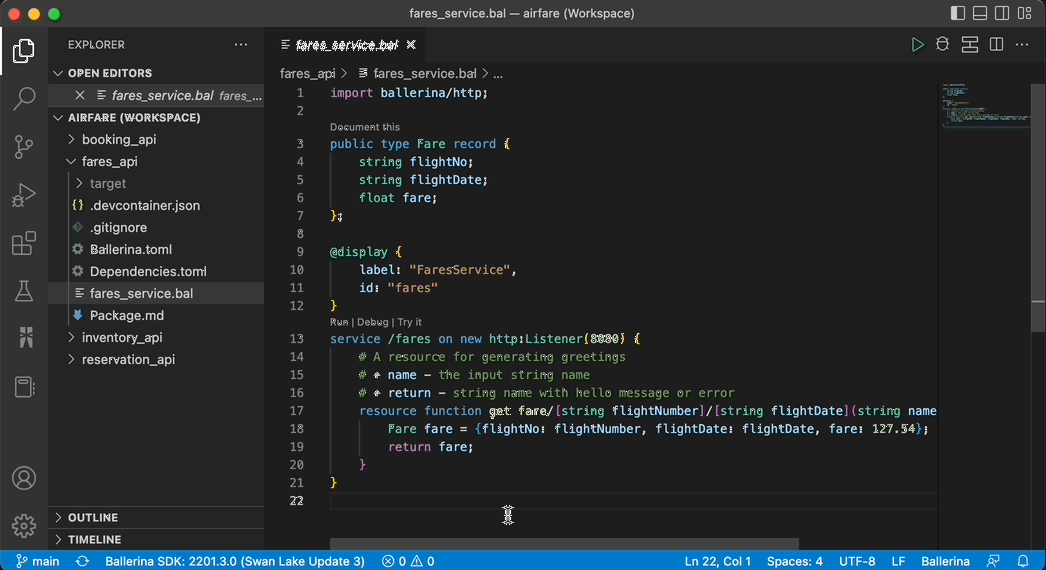 fares_service.bal — airfare (Workspace)
EXPLORER
OPEN EDITORS
fares_service.bal fares_...
AIRFARE (WORKSPACE)
booking_api
fares_api
target
{} .devcontainer.json
.gitignore
Ballerina.toml
Dependencies.toml
fares_service.bal
Package.md
inventory_api
reservation_api
OUTLINE
TIMELINE
fares_service.bal
fares_api > fares_service.bal > ...
1 import ballerina/http;
2
Document this
3 public type Fare record {
4 string flightNo;
5 string flightDate;
6 float fare;
7 };
8
9 @display {
10 label: "FaresService",
11 id: "fares"
12 }
Run | Debug | Try it
13 service /fares on new http:Listener(8080) {
14 # A resource for generating greetings
15 # + name - the input string name
16 # + return - string name with hello message or error
17 resource function get fare/[string flightNumber]/[string flightDate](string name
18 Fare fare = {flightNo: flightNumber, flightDate: flightDate, fare: 127.54};
19 return fare;
20 }
21 }
22
main Ballerina SDK: 2201.3.0 (Swan Lake Update 3) 0 0 Ln 22, Col 1 Spaces: 4 UTF-8 LF Ballerina